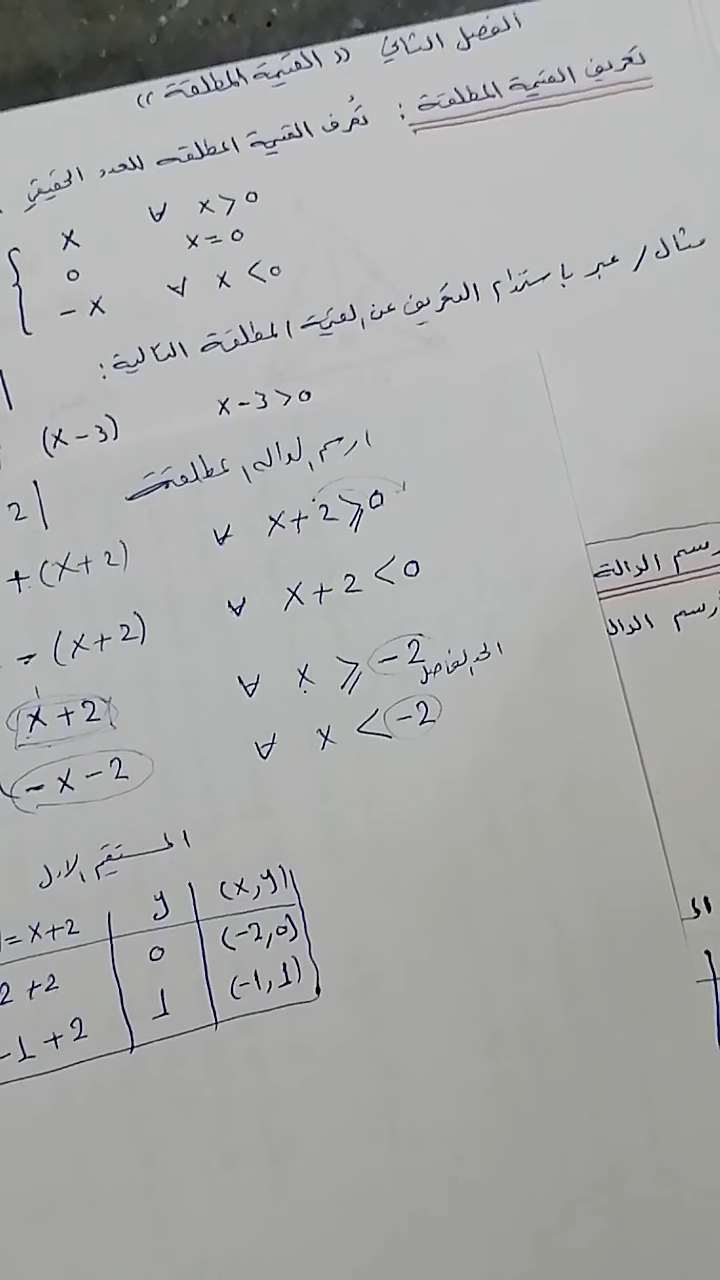 الفصل الثاني « القيمة المطلقة »
تعريف القيمة المطلقة : تُعرف القيمة المطلقة للعدد الحقيقي
x ∀ x>0
0 x=0
-x ∀ x<0
مثال / عبر باستخدام التعريف عن القيمة المطلقة التالية :
(x-3) x-3>0
ارسم الدالة المطلقة
2|
+(x+2) ∀ x+2⩾0
(x+2) ∀ x+2<0
x+2 ∀ x⩾-2 الحد الفاصل
-x-2 ∀ x<-2
المستقيم الاول
=x+2 | y | (x,y)
2+2 | 0 | (-2,0)
-1+2 | 1 | (-1,1)
رسم الدالة
رسم الدال